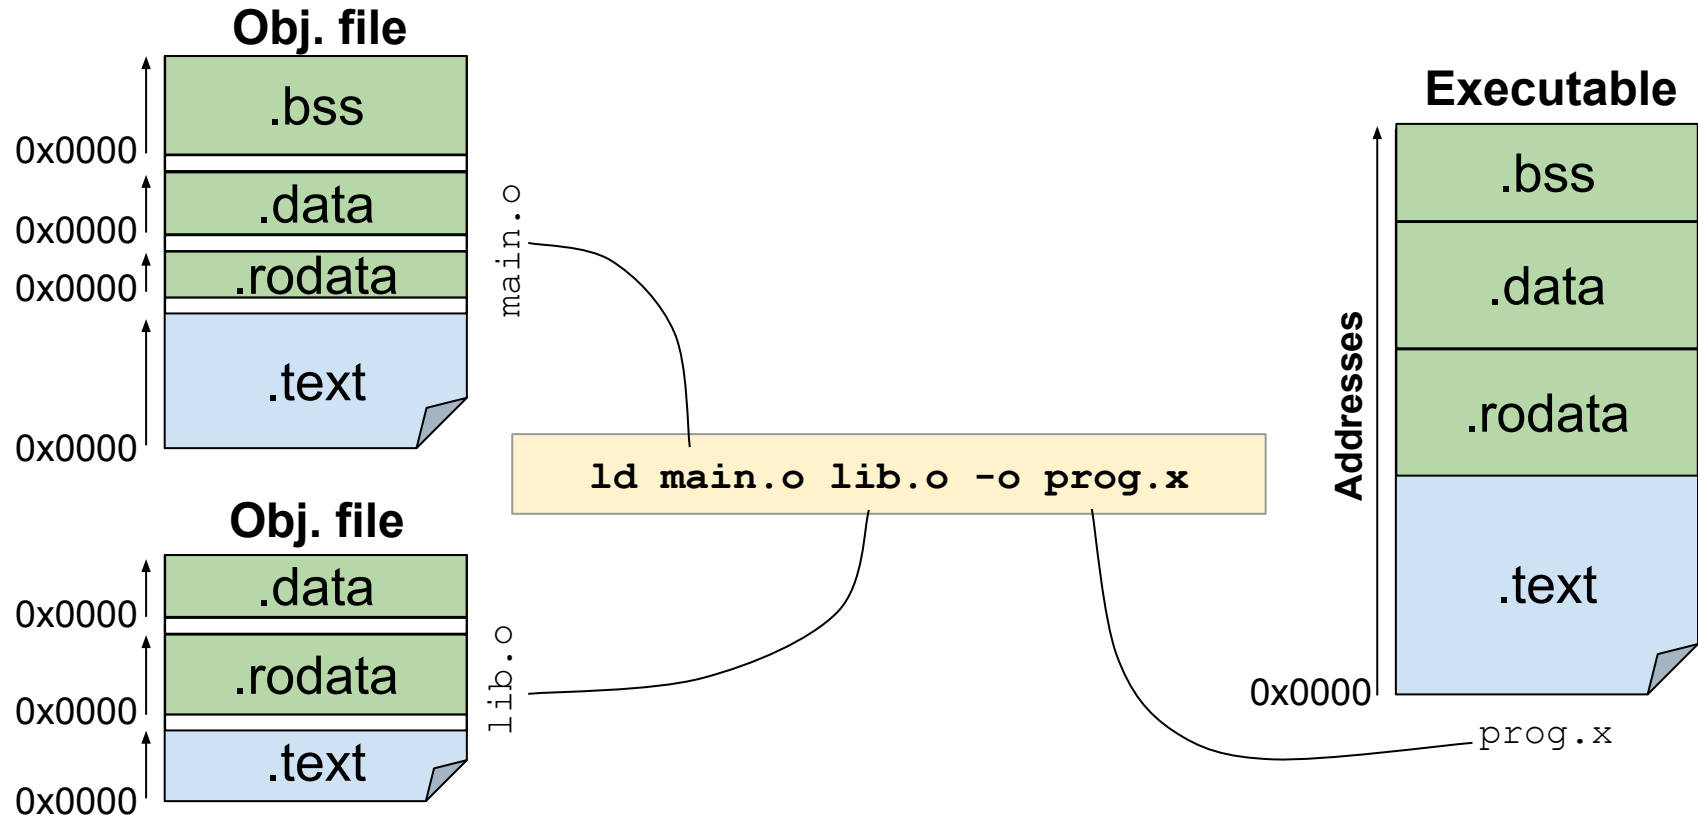 Obj. file
.bss
0x0000
.data
0x0000
.rodata
0x0000
.text
0x0000
main.o
Obj. file
.data
0x0000
.rodata
0x0000
.text
0x0000
lib.o
ld main.o lib.o -o prog.x
Executable
Addresses
.bss
.data
.rodata
.text
0x0000
prog.x